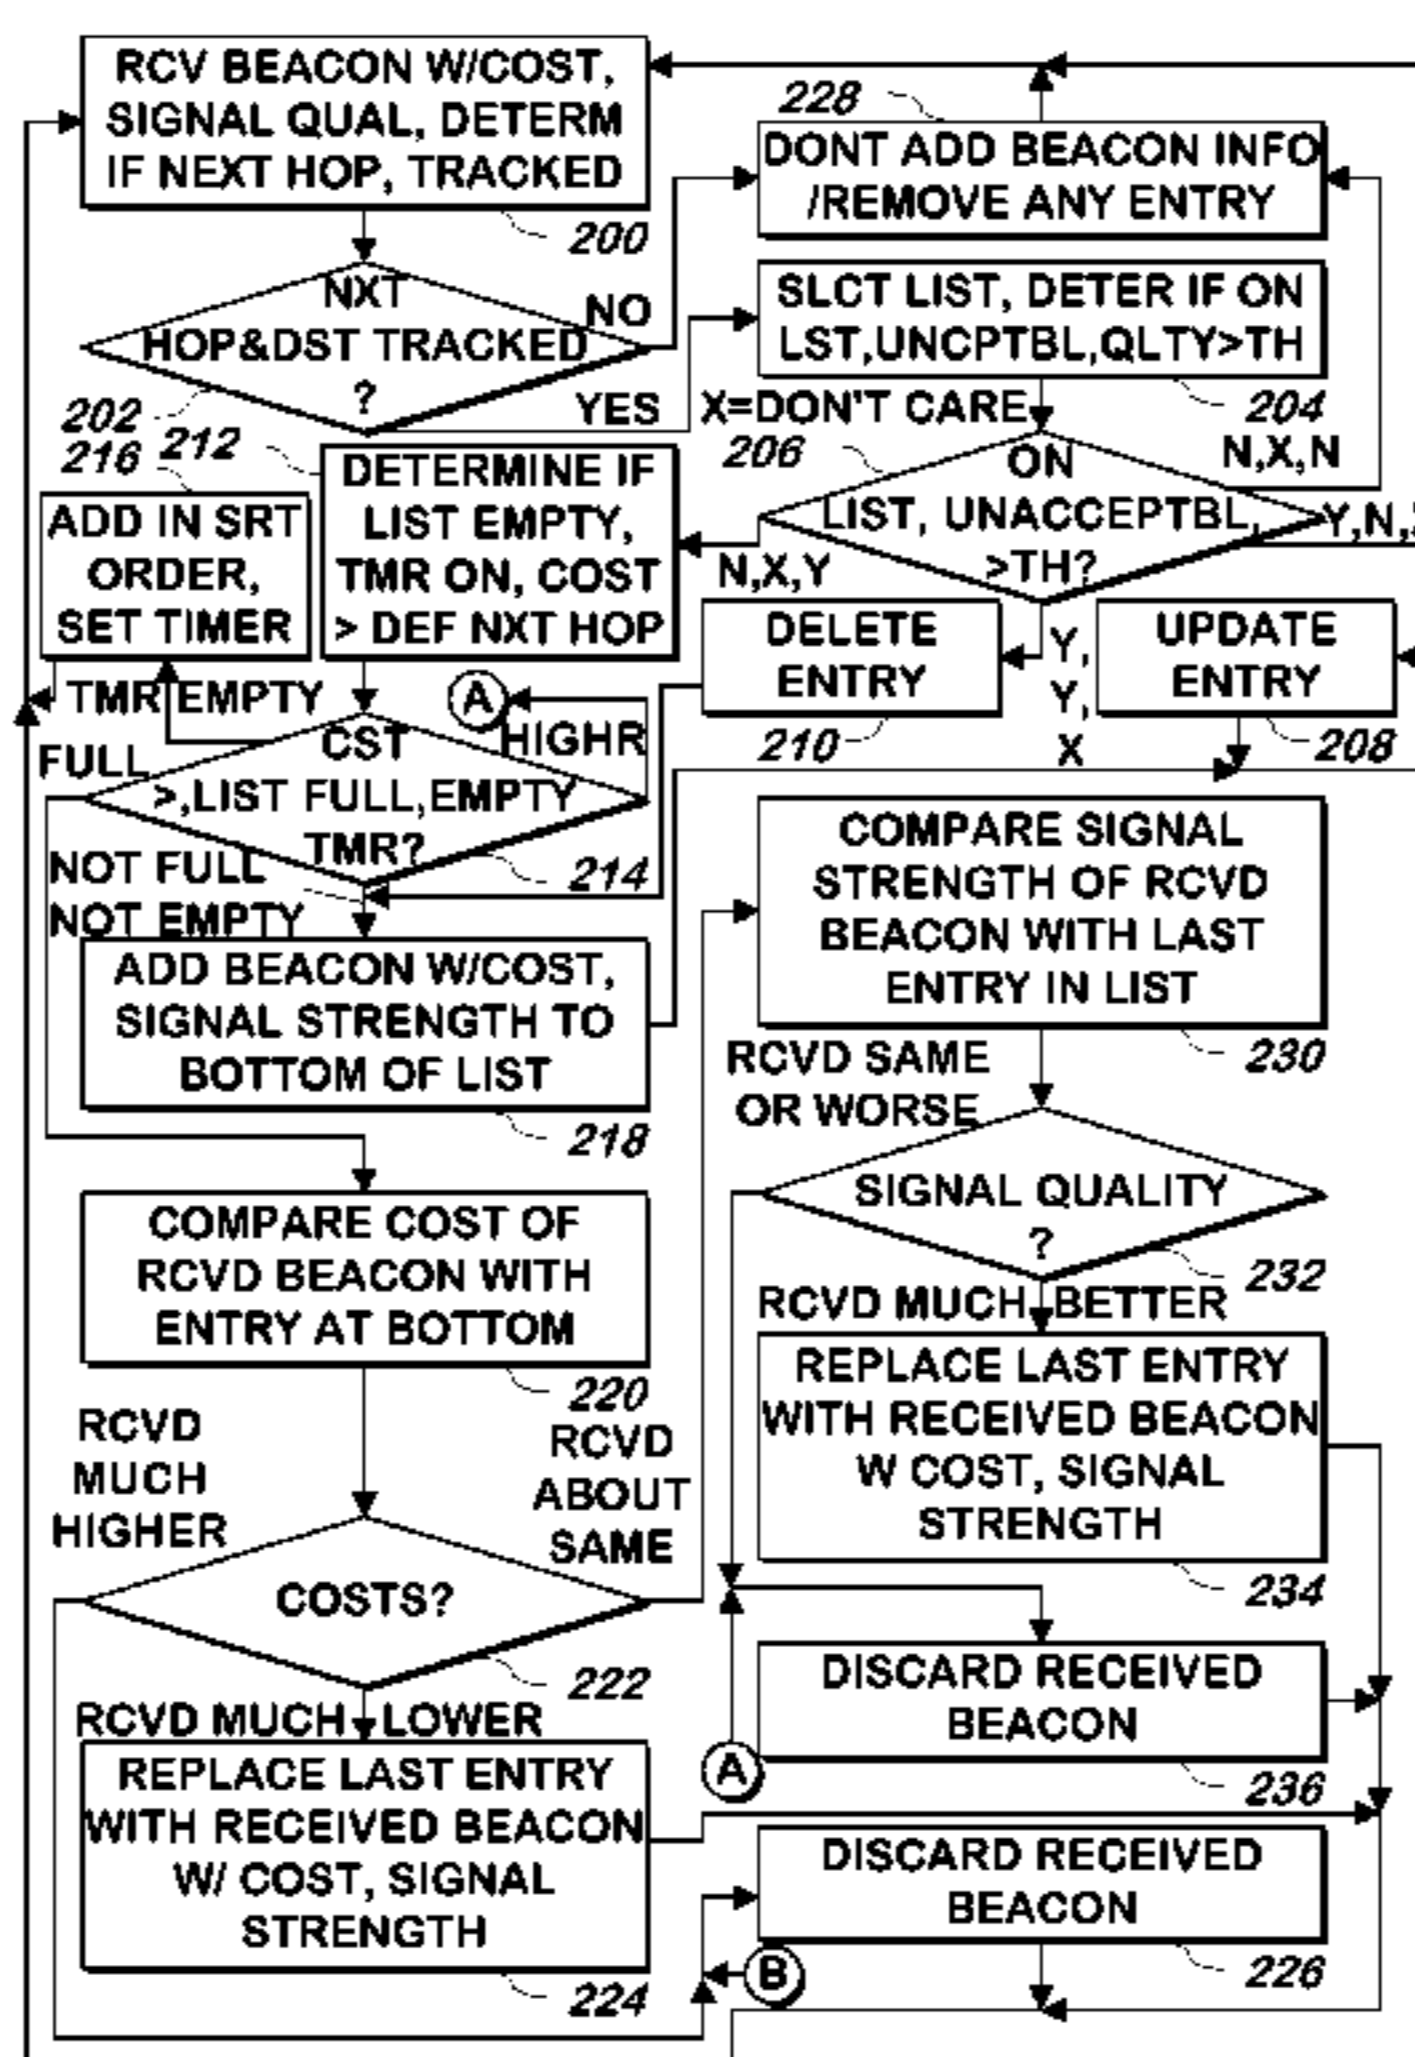 RCV BEACON W/COST,
SIGNAL QUAL, DETERM
IF NEXT HOP, TRACKED
200
228
DONT ADD BEACON INFO
/REMOVE ANY ENTRY
NXT
HOP&DST TRACKED
?
NO
YES
202
SLCT LIST, DETER IF ON
LST,UNCPTBL,QLTY>TH
204
X=DON'T CARE
206
ON
LIST, UNACCEPTBL,
>TH?
N,X,N
Y,N,
N,X,Y
Y,
Y,
X
216
ADD IN SRT
ORDER,
SET TIMER
212
DETERMINE IF
LIST EMPTY,
TMR ON, COST
> DEF NXT HOP
DELETE
ENTRY
210
UPDATE
ENTRY
208
TMR EMPTY
A
HIGHR
FULL
CST
>,LIST FULL,EMPTY
TMR?
214
NOT FULL
NOT EMPTY
ADD BEACON W/COST,
SIGNAL STRENGTH TO
BOTTOM OF LIST
218
COMPARE SIGNAL
STRENGTH OF RCVD
BEACON WITH LAST
ENTRY IN LIST
230
RCVD SAME
OR WORSE
SIGNAL QUALITY
?
232
RCVD MUCH BETTER
COMPARE COST OF
RCVD BEACON WITH
ENTRY AT BOTTOM
220
REPLACE LAST ENTRY
WITH RECEIVED BEACON
W COST, SIGNAL
STRENGTH
234
RCVD
MUCH
HIGHER
RCVD
ABOUT
SAME
COSTS?
222
RCVD MUCH LOWER
DISCARD RECEIVED
BEACON
236
A
REPLACE LAST ENTRY
WITH RECEIVED BEACON
W/ COST, SIGNAL
STRENGTH
224
DISCARD RECEIVED
BEACON
226
B